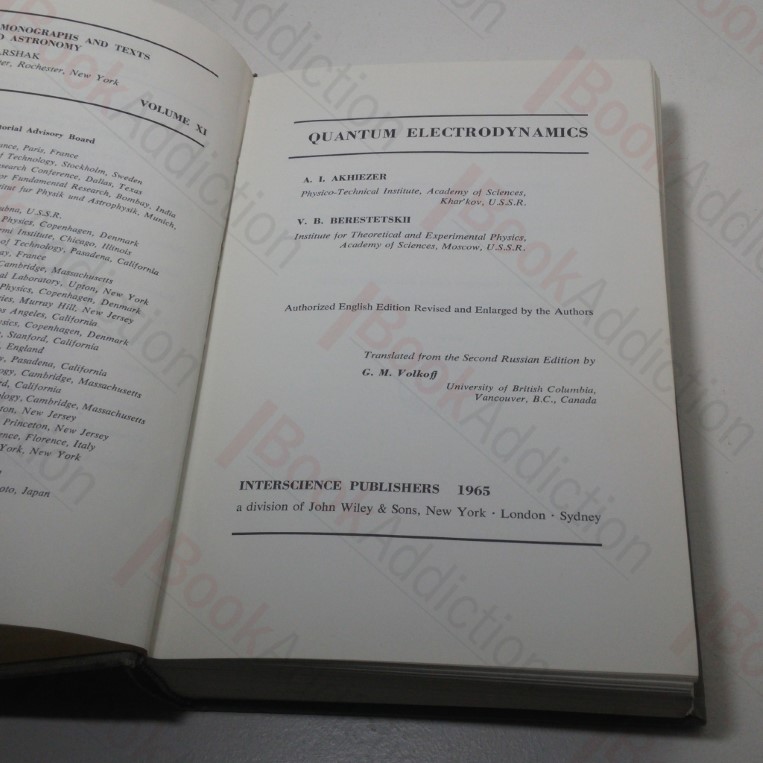 MONOGRAPHS AND TEXTS
ASTRONOMY
Rochester, New York
VOLUME XI
Advisory Board
Paris, France
of Technology, Stockholm, Sweden
Conference, Dallas, Texas
Fundamental Research, Bombay, India
für Physik und Astrophysik, Munich,
U.S.S.R.
Physics, Copenhagen, Denmark
Institute, Chicago, Illinois
of Technology, Pasadena, California
France
Cambridge, Massachusetts
Laboratory, Upton, New York
Physics, Copenhagen, Denmark
Murray Hill, New Jersey
Los Angeles, California
Copenhagen, Denmark
Stanford, California
England
Pasadena, California
Cambridge, Massachusetts
California
Cambridge, Massachusetts
New Jersey
Princeton, New Jersey
Florence, Italy
York, New York
Japan
QUANTUM ELECTRODYNAMICS
A. I. AKHIEZER
Physico-Technical Institute, Academy of Sciences,
Khar'kov, U.S.S.R.
V. B. BERESTETSKII
Institute for Theoretical and Experimental Physics,
Academy of Sciences, Moscow, U.S.S.R.
Authorized English Edition Revised and Enlarged by the Authors
Translated from the Second Russian Edition by
G. M. Volkoff
University of British Columbia,
Vancouver, B.C., Canada
INTERSCIENCE PUBLISHERS 1965
a division of John Wiley & Sons, New York · London · Sydney
BookAddiction